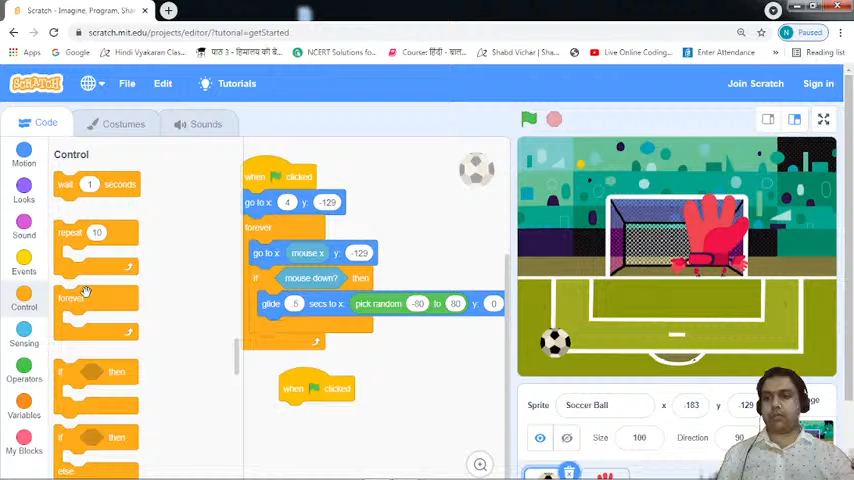 Scratch - Imagine, Program, Shar
scratch.mit.edu/projects/editor/?tutorial=getStarted
N Paused
Apps Google Hindi Vyakaran Cl... पाठ 3 - हिमालय की बे... NCERT Solutions fo... Course: हिंदी - बाल... Shabd Vichar | Sha... Live Online Coding... Enter Attendance Reading list
SCRATCH File Edit Tutorials Join Scratch Sign in
Code Costumes Sounds
Motion
Looks
Sound
Events
Control
Sensing
Operators
Variables
My Blocks
Control
wait 1 seconds
repeat 10
forever
if then
if then
else
when clicked
go to x: 4 y: -129
forever
go to x mouse x y: -129
if mouse down? then
glide .5 secs to x: pick random -80 to 80 y: 0
when clicked
Sprite Soccer Ball x -183 y -129
Size 100 Direction 90